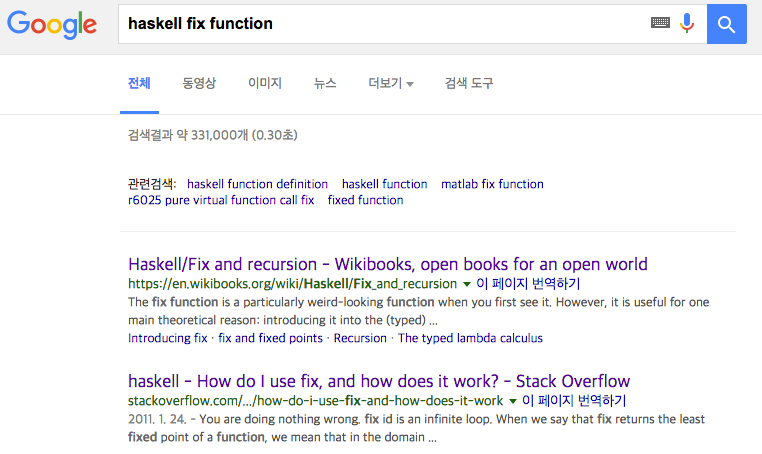 Google haskell fix function
전체 동영상 이미지 뉴스 더보기 검색 도구
검색결과 약 331,000개 (0.30초)
관련검색: haskell function definition haskell function matlab fix function
r6025 pure virtual function call fix fixed function
Haskell/Fix and recursion - Wikibooks, open books for an open world
https://en.wikibooks.org/wiki/Haskell/Fix_and_recursion 이 페이지 번역하기
The fix function is a particularly weird-looking function when you first see it. However, it is useful for one
main theoretical reason: introducing it into the (typed) ...
Introducing fix · fix and fixed points · Recursion · The typed lambda calculus
haskell - How do I use fix, and how does it work? - Stack Overflow
stackoverflow.com/.../how-do-i-use-fix-and-how-does-it-work 이 페이지 번역하기
2011. 1. 24. - You are doing nothing wrong. fix id is an infinite loop. When we say that fix returns the least
fixed point of a function, we mean that in the domain ...